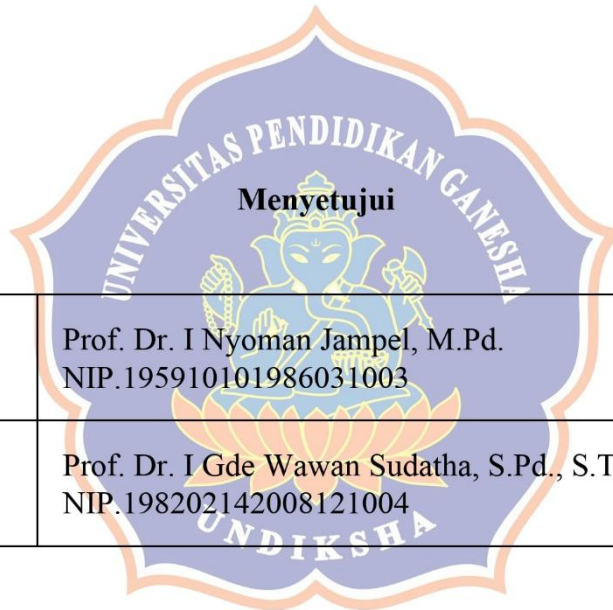 UNIVERSITAS PENDIDIKAN GANESHA
Menyetujui
Prof. Dr. I Nyoman Jampel, M.Pd.
NIP.195910101986031003
Prof. Dr. I Gde Wawan Sudatha, S.Pd., S.T
NIP.198202142008121004
UNDIKSHA